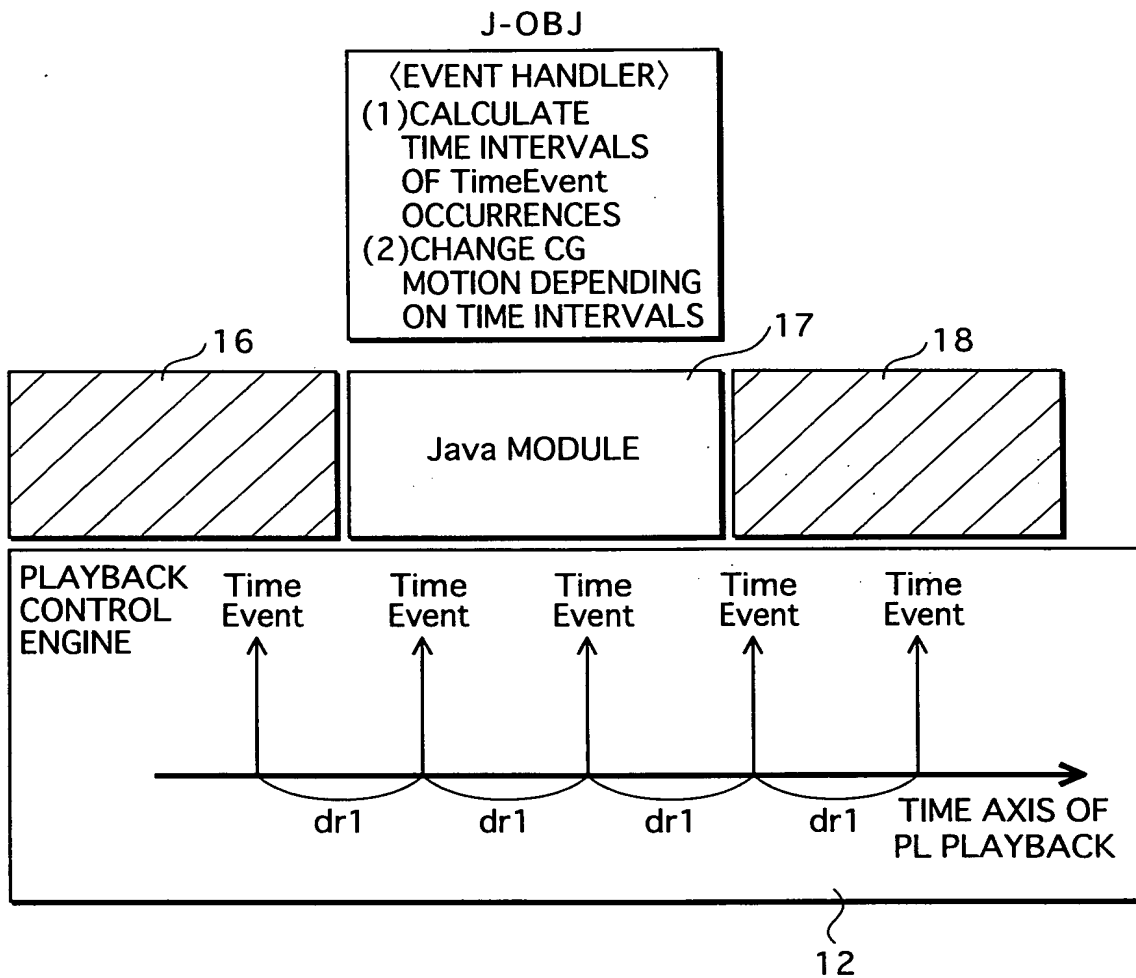 J-OBJ
〈EVENT HANDLER〉
(1)CALCULATE
TIME INTERVALS
OF TimeEvent
OCCURRENCES
(2)CHANGE CG
MOTION DEPENDING
ON TIME INTERVALS
16
17
18
Java MODULE
PLAYBACK
CONTROL
ENGINE
Time
Event
Time
Event
Time
Event
Time
Event
Time
Event
dr1
dr1
dr1
dr1
TIME AXIS OF
PL PLAYBACK
12